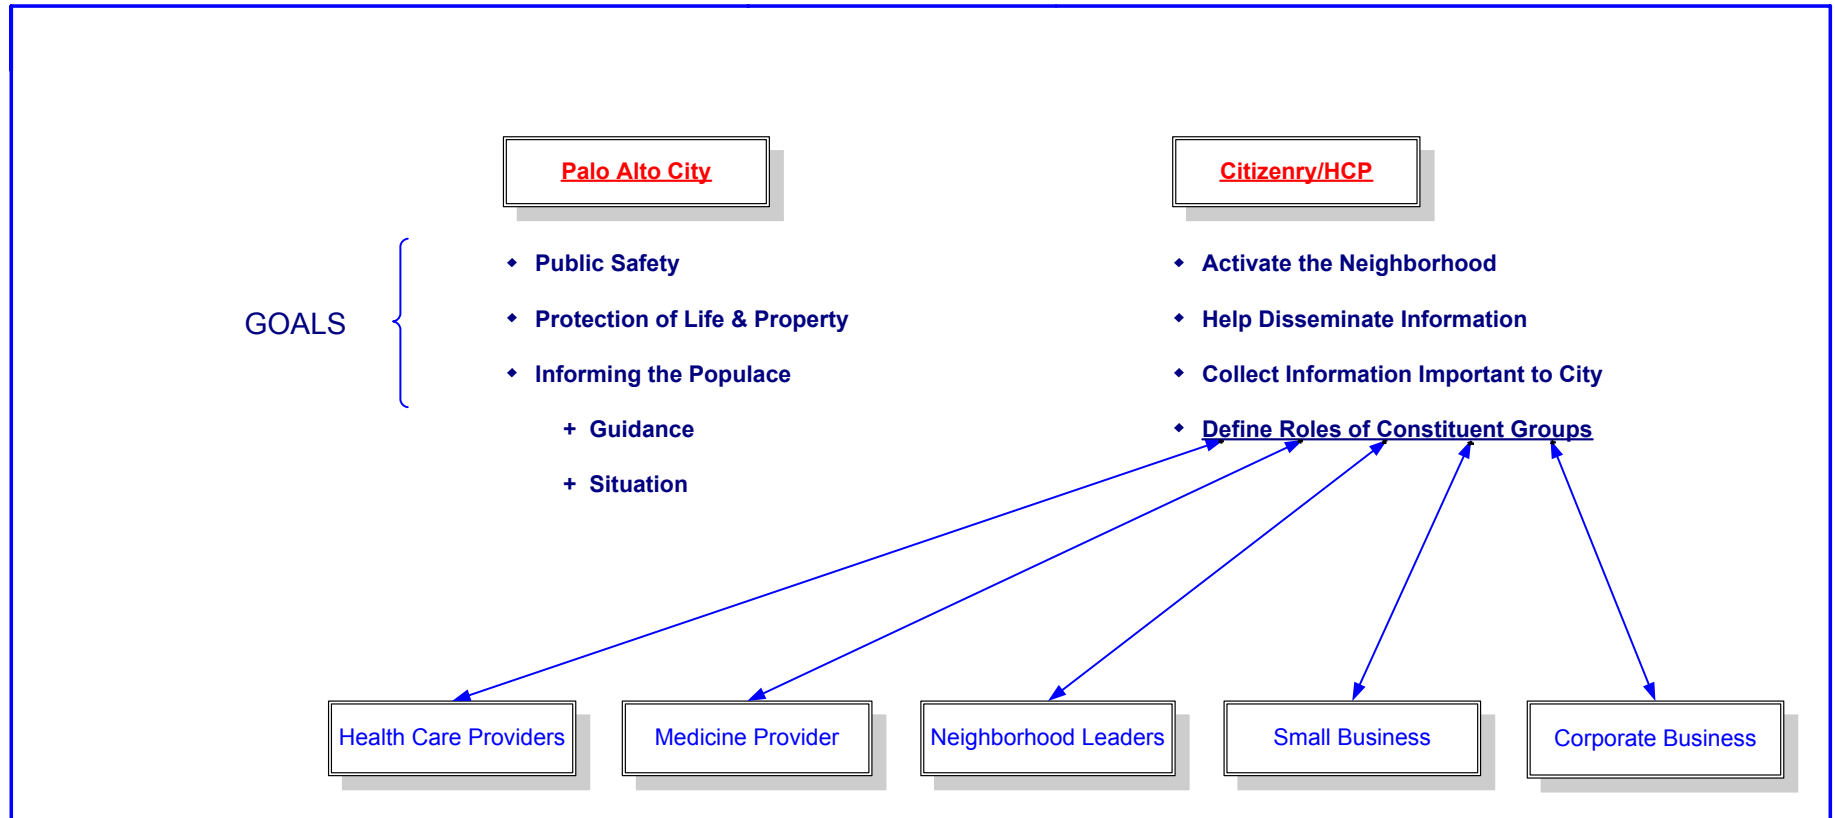 Palo Alto City
Citizenry/HCP
GOALS
Public Safety
Protection of Life & Property
Informing the Populace
+ Guidance
+ Situation
Activate the Neighborhood
Help Disseminate Information
Collect Information Important to City
Define Roles of Constituent Groups
Health Care Providers
Medicine Provider
Neighborhood Leaders
Small Business
Corporate Business